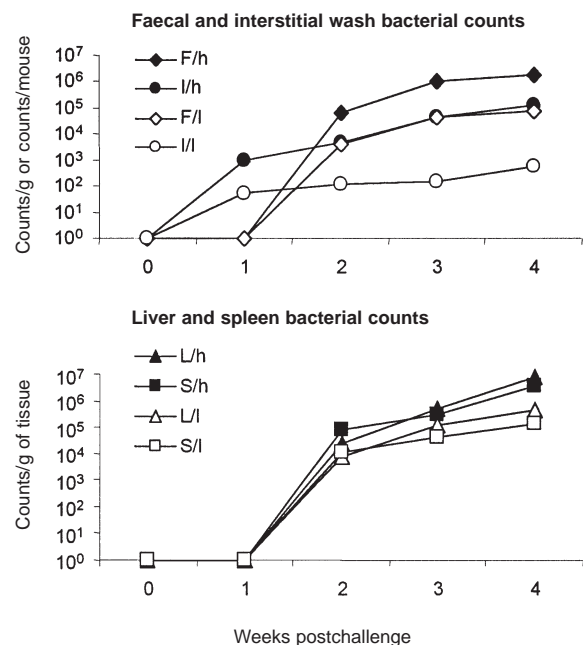 Faecal and interstitial wash bacterial counts
Counts/g or counts/mouse
10⁷
10⁶
10⁵
10⁴
10³
10²
10¹
10⁰
F/h
I/h
F/l
I/l
0 1 2 3 4
Liver and spleen bacterial counts
Counts/g of tissue
10⁷
10⁶
10⁵
10⁴
10³
10²
10¹
10⁰
L/h
S/h
L/l
S/l
0 1 2 3 4
Weeks postchallenge